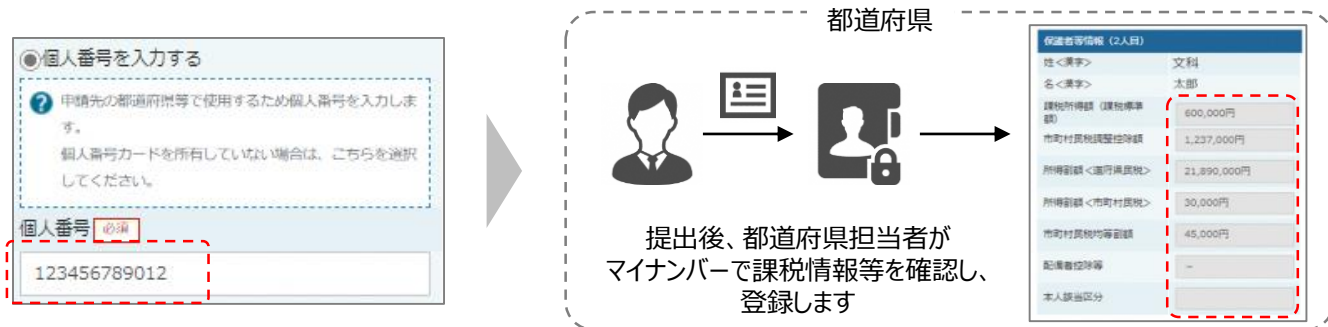 個人番号を入力する
申請先の都道府県等で使用するため個人番号を入力しま
す。
個人番号カードを所有していない場合は、こちらを選択
してください。
個人番号 必須
123456789012
都道府県
提出後、都道府県担当者が
マイナンバーで課税情報等を確認し、
登録します
保護者等情報（2人目）
姓<漢字> 文科
名<漢字> 太郎
課税所得額（課税標準
額） 600,000円
市町村民税調整控除額 1,237,000円
所得割額<道府県民税> 21,890,000円
所得割額<市町村民税> 30,000円
市町村民税均等割額 45,000円
配偶者控除等 －
本人該当区分